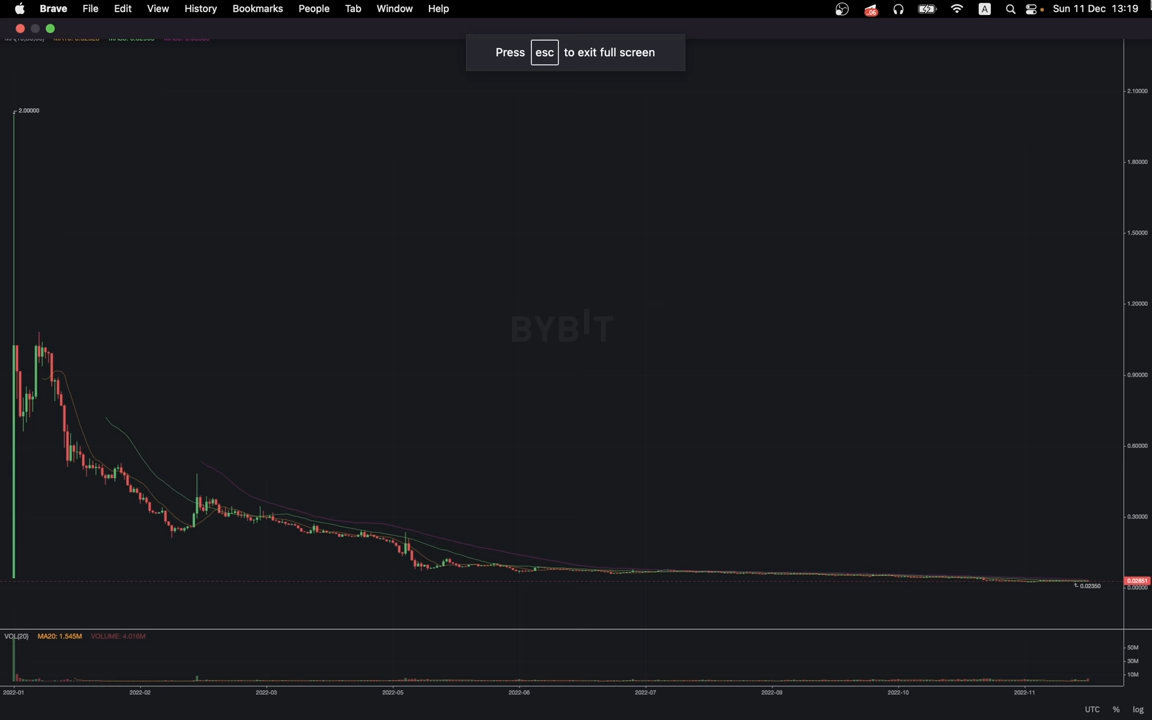 Brave File Edit View History Bookmarks People Tab Window Help A Sun 11 Dec 13:19
Press esc to exit full screen
2.00000
2.10000
1.80000
1.50000
1.20000
0.90000
0.60000
0.30000
0.00000
BYBIT
0.02851
0.02350
VOL(20) MA20: 1.545M VOLUME: 4.016M
50M
30M
10M
2022-01 2022-02 2022-03 2022-05 2022-06 2022-07 2022-08 2022-10 2022-11
UTC % log